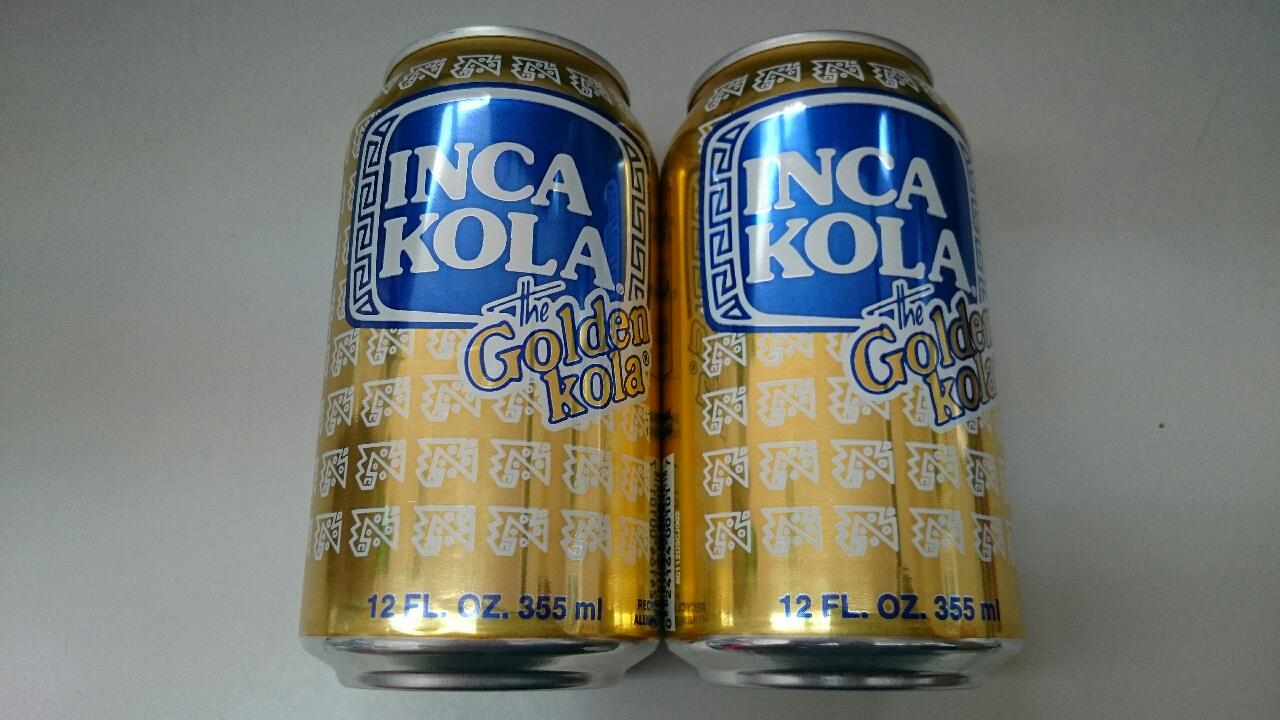 INCA
KOLA®
the
Golden
kola®
12 FL. OZ. 355 ml
INCA
KOLA
the
Golden
kola
12 FL. OZ. 355 ml